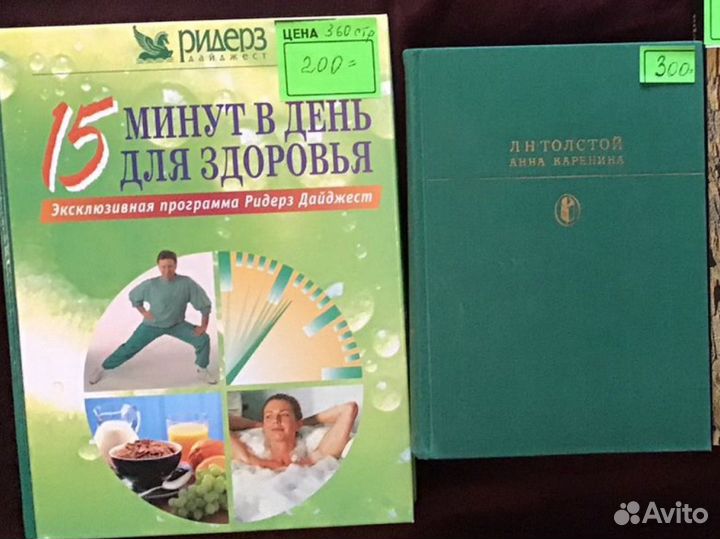 ридерз
дайджест
ЦЕНА 360 стр
200=
15 МИНУТ В ДЕНЬ
ДЛЯ ЗДОРОВЬЯ
Эксклюзивная программа Ридерз Дайджест
300=
Л Н ТОЛСТОЙ
АННА КАРЕНИНА
Avito